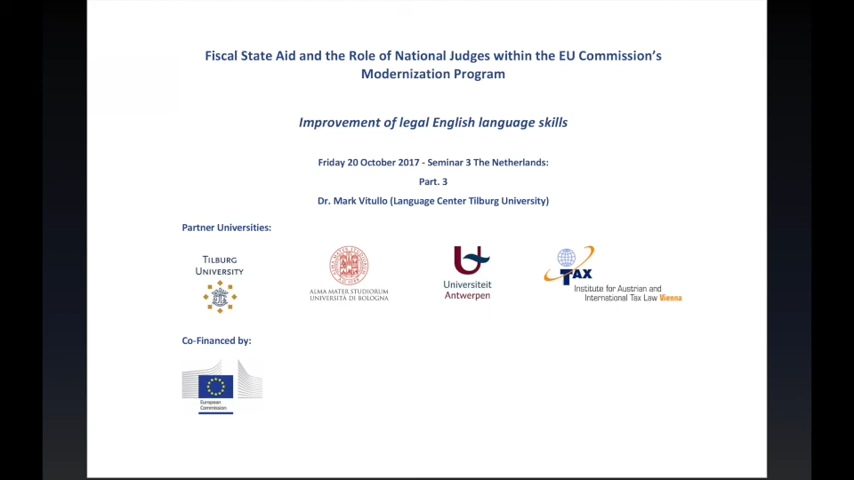 Fiscal State Aid and the Role of National Judges within the EU Commission's
Modernization Program
Improvement of legal English language skills
Friday 20 October 2017 - Seminar 3 The Netherlands:
Part. 3
Dr. Mark Vitullo (Language Center Tilburg University)
Partner Universities:
TILBURG
UNIVERSITY
ALMA MATER STUDIORUM
UNIVERSITÀ DI BOLOGNA
Universiteit
Antwerpen
TAX
Institute for Austrian and
International Tax Law Vienna
Co-Financed by:
European
Commission